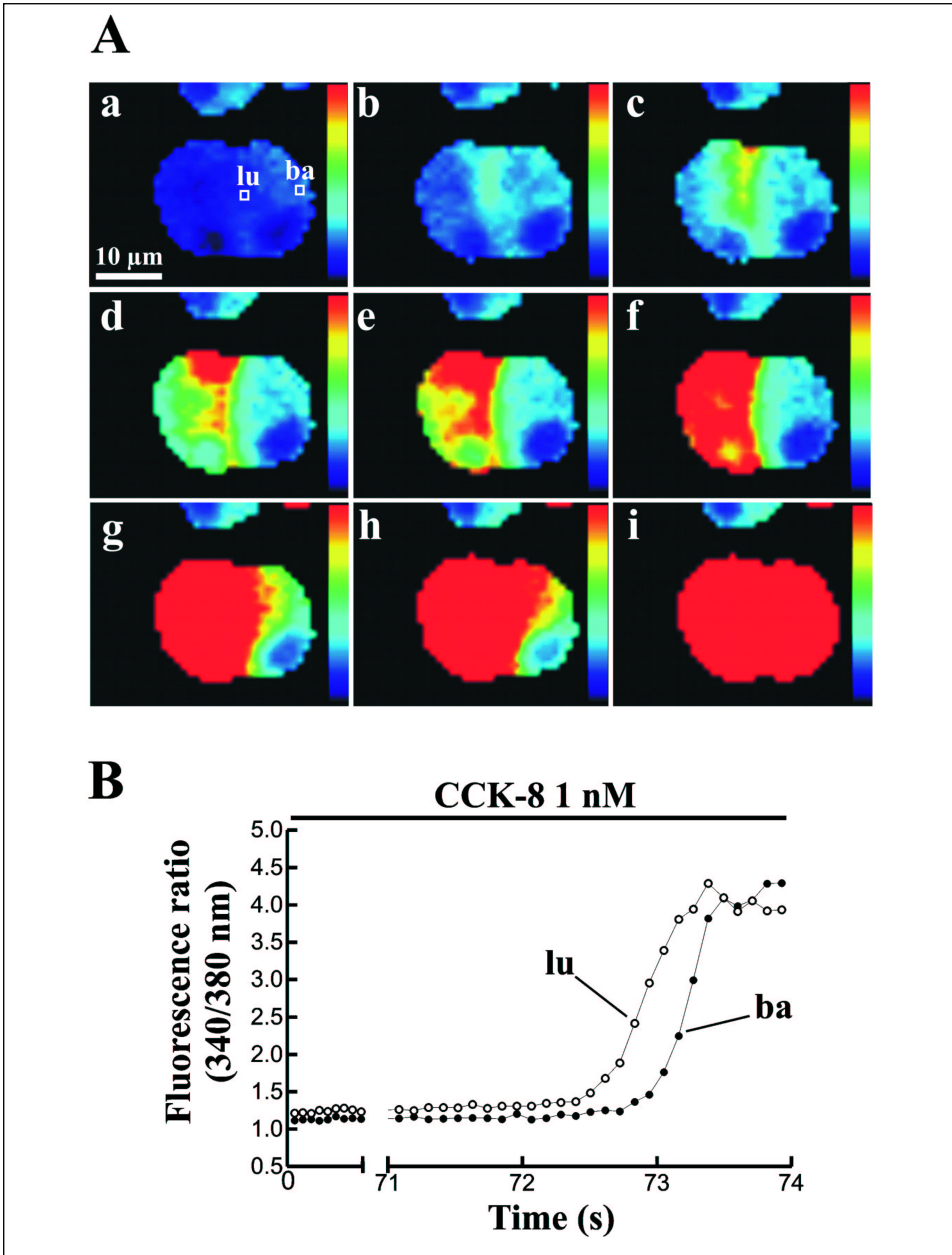 A
a
b
c
lu
ba
10 µm
d
e
f
g
h
i
B
CCK-8 1 nM
Fluorescence ratio
(340/380 nm)
5.0
4.5
4.0
3.5
3.0
2.5
2.0
1.5
1.0
0.5
lu
ba
0
71
72
73
74
Time (s)